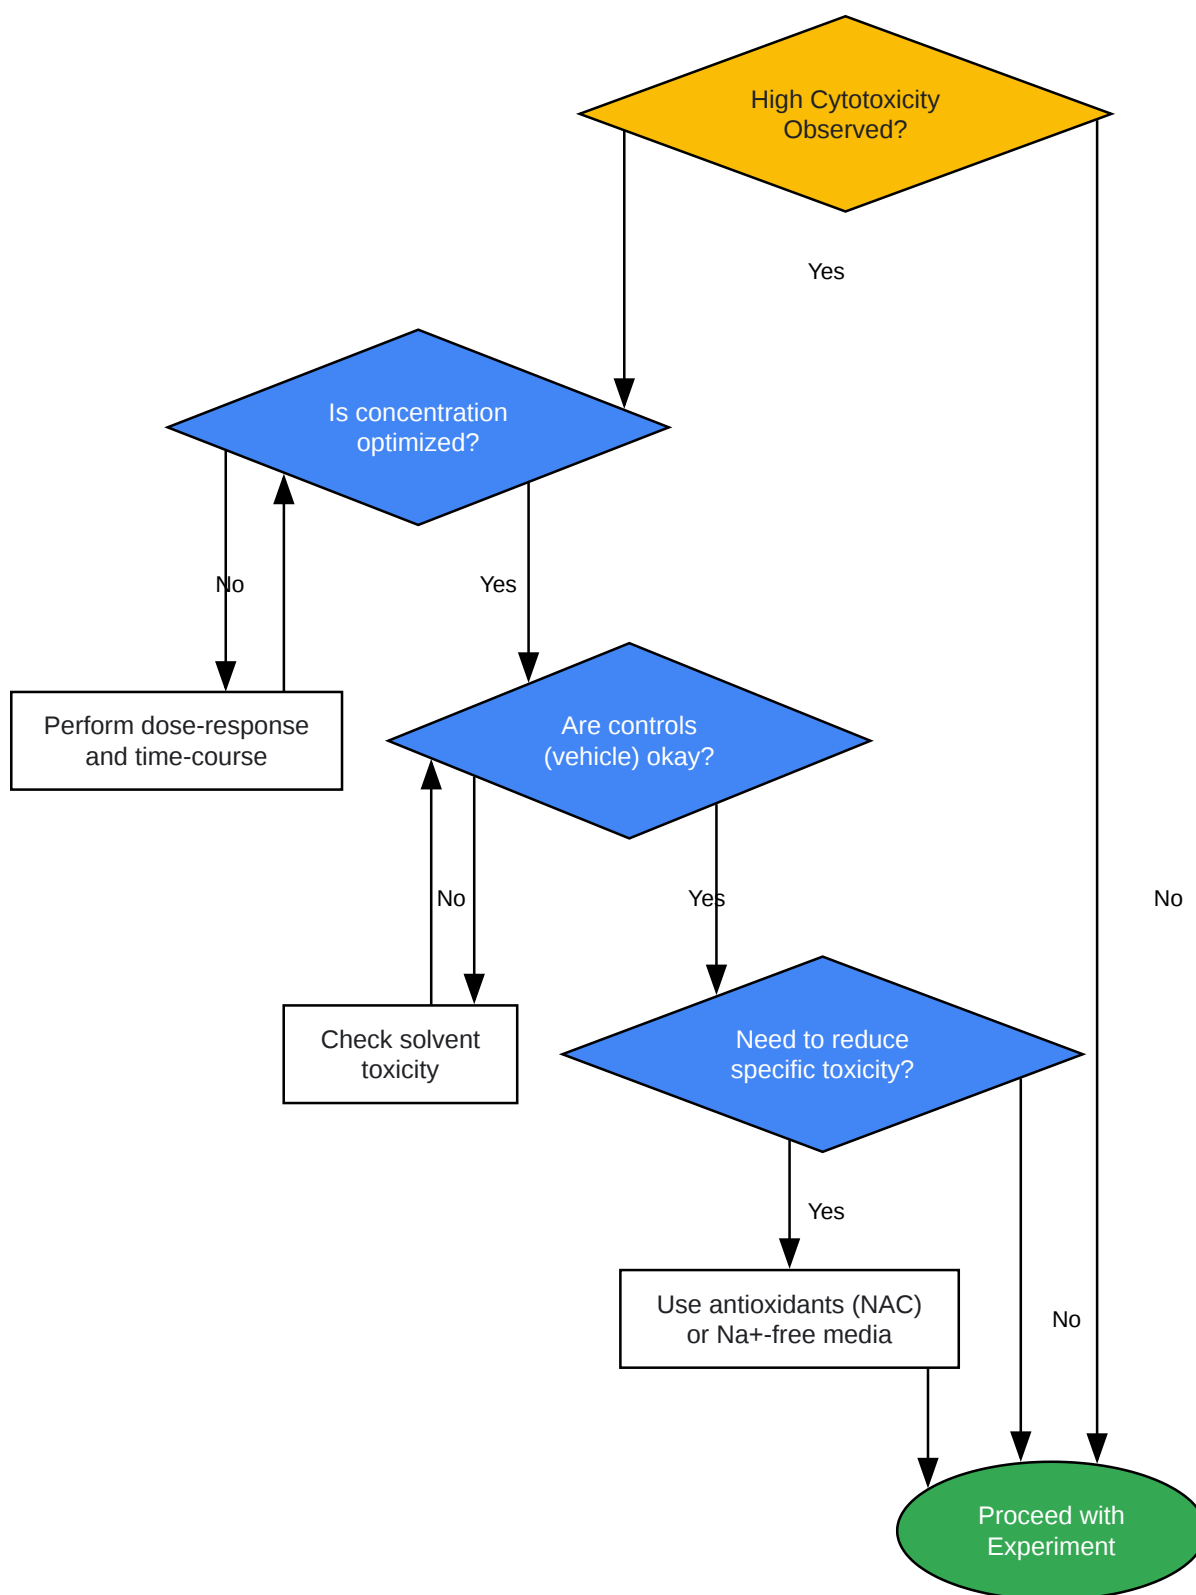 High Cytotoxicity
Observed?
Yes
Is concentration
optimized?
No
Yes
Perform dose-response
and time-course
Are controls
(vehicle) okay?
No
Yes
No
Check solvent
toxicity
Need to reduce
specific toxicity?
Yes
Use antioxidants (NAC)
or Na+-free media
No
Proceed with
Experiment